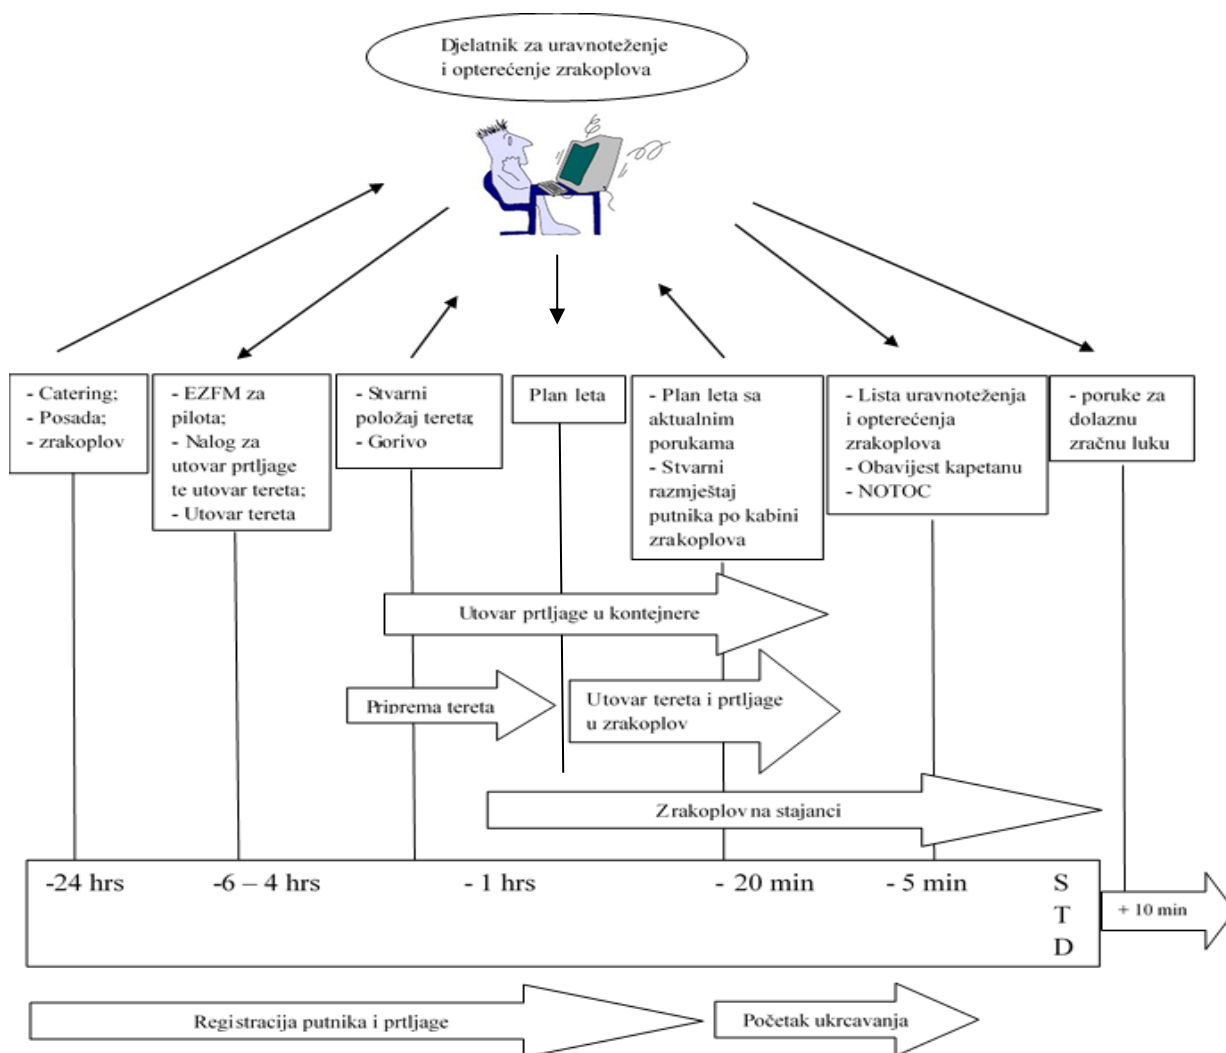 Djelatnik za uravnoteženje
i opterećenje zrakoplova
- Catering;
- Posada;
- zrakoplov
- EZFM za
pilota;
- Nalog za
utovar prtljage
te utovar tereta;
- Utovar tereta
- Stvarni
položaj tereta;
- Gorivo
Plan leta
- Plan leta sa
aktualnim
porukama
- Stvarni
razmještaj
putnika po kabini
zrakoplova
- Lista uravnoteženja
i opterećenja
zrakoplova
- Obavijest kapetanu
- NOTOC
- poruke za
dolaznu
zračnu luku
Utovar prtljage u kontejnere
Priprema tereta
Utovar tereta i prtljage
u zrakoplov
Zrakoplov na stajanci
-24 hrs
-6 – 4 hrs
- 1 hrs
- 20 min
- 5 min
S
T
D
+ 10 min
Registracija putnika i prtljage
Početak ukrcavanja